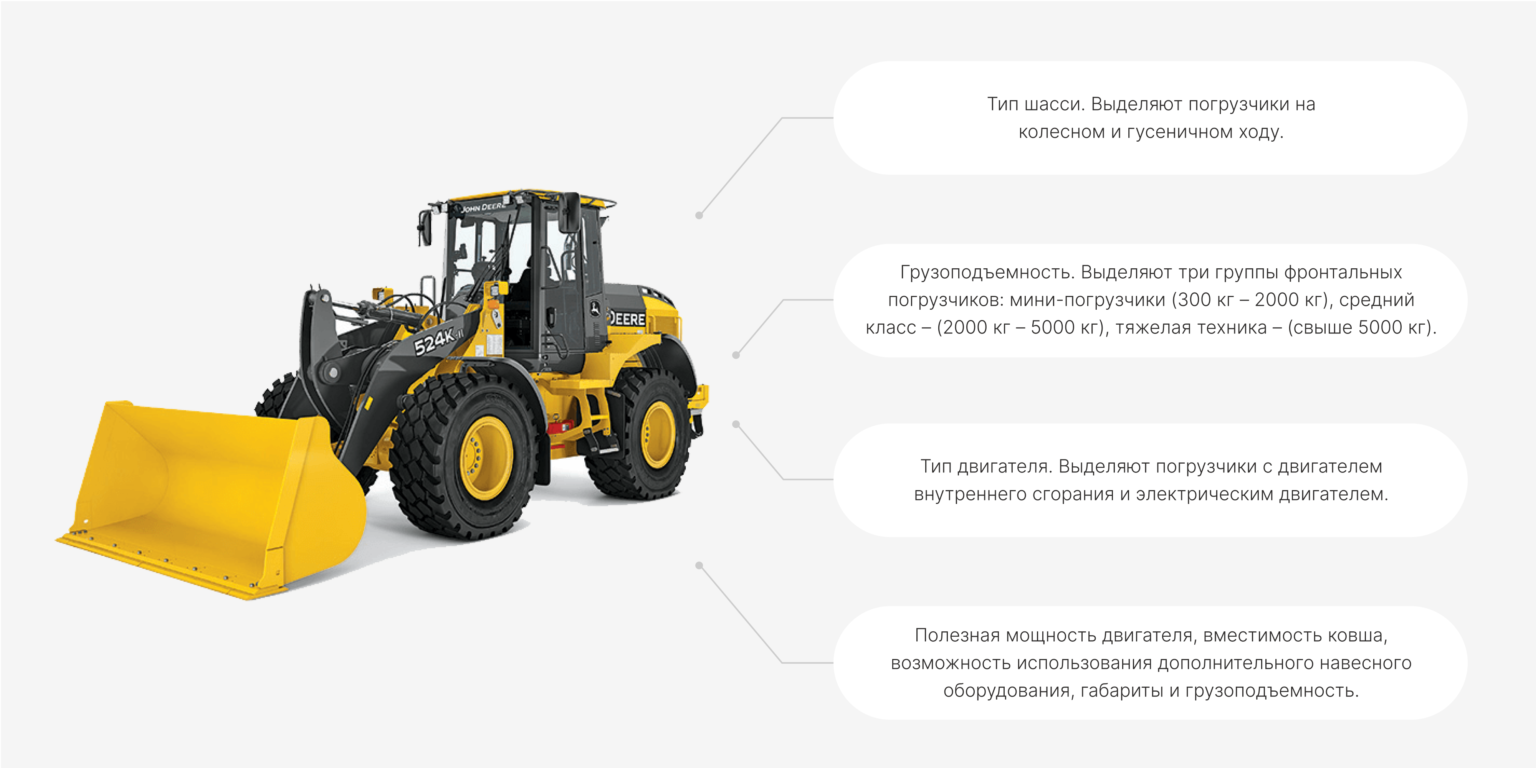 Тип шасси. Выделяют погрузчики на
колесном и гусеничном ходу.
JOHN DEERE
Грузоподъемность. Выделяют три группы фронтальных
погрузчиков: мини-погрузчики (300 кг – 2000 кг), средний
класс – (2000 кг – 5000 кг), тяжелая техника – (свыше 5000 кг).
DEERE
524K-II
Тип двигателя. Выделяют погрузчики с двигателем
внутреннего сгорания и электрическим двигателем.
Полезная мощность двигателя, вместимость ковша,
возможность использования дополнительного навесного
оборудования, габариты и грузоподъемность.